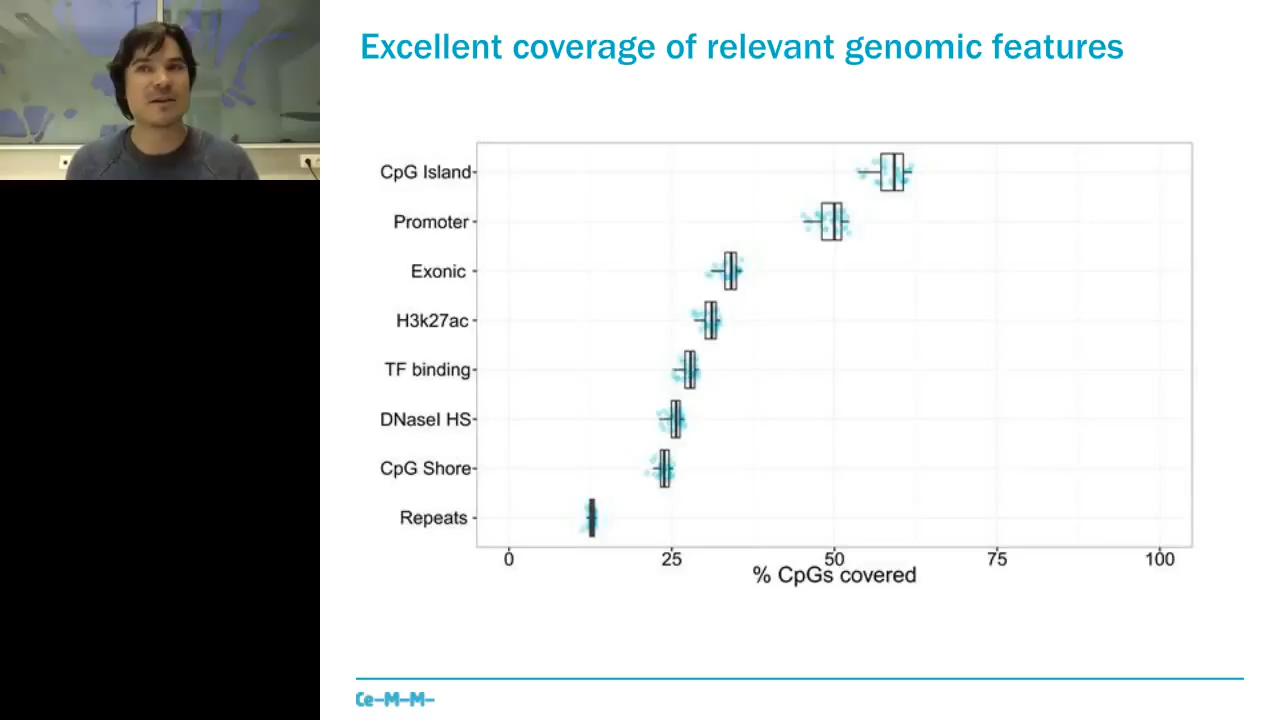 Excellent coverage of relevant genomic features
CpG Island
Promoter
Exonic
H3k27ac
TF binding
DNaseI HS
CpG Shore
Repeats
0 25 50 75 100
% CpGs covered
Ce-M-M-